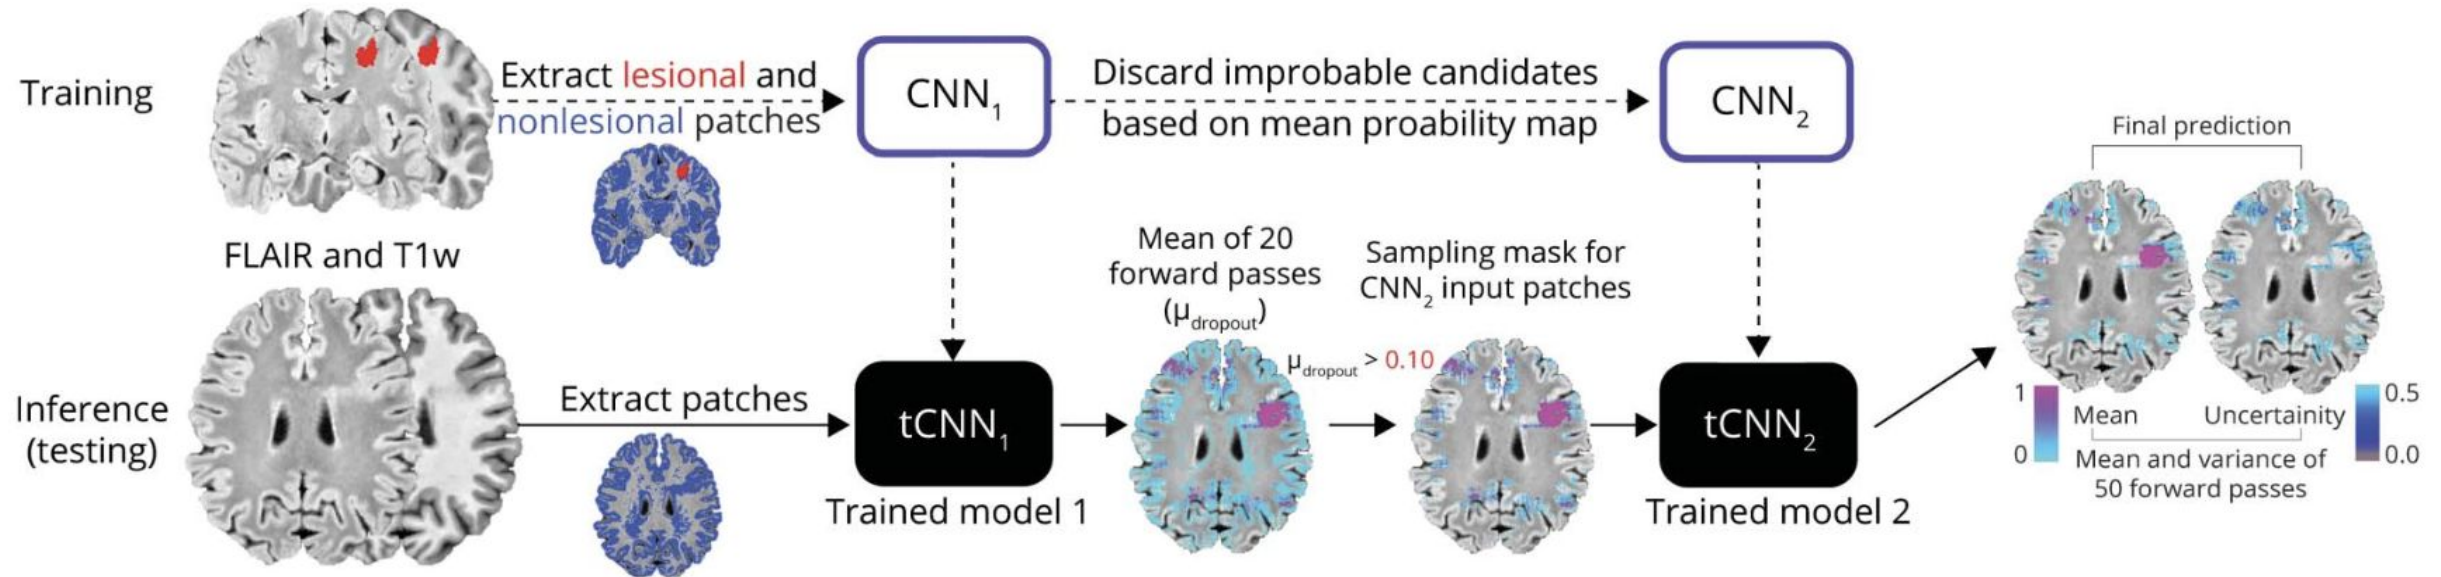 Training
Extract lesional and
nonlesional patches
CNN1
Discard improbable candidates
based on mean proability map
CNN2
FLAIR and T1w
Inference
(testing)
Extract patches
tCNN1
Trained model 1
Mean of 20
forward passes
(μdropout)
μdropout > 0.10
Sampling mask for
CNN2 input patches
tCNN2
Trained model 2
Final prediction
1
0
Mean
Uncertainity
0.5
0.0
Mean and variance of
50 forward passes